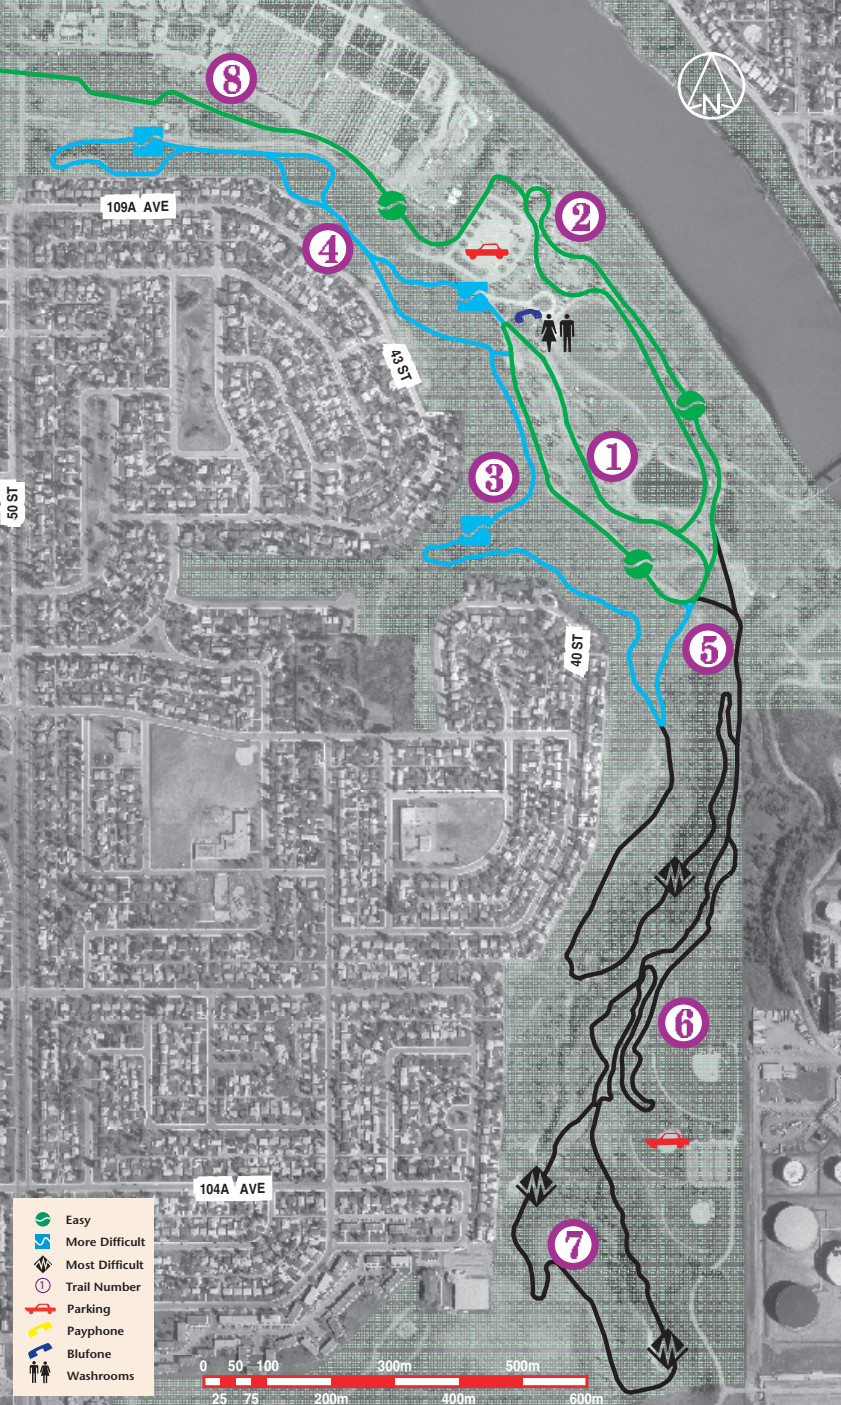 8
N
109A AVE
2
4
43 ST
1
3
50 ST
40 ST
5
6
104A AVE
7
Easy
More Difficult
Most Difficult
1 Trail Number
Parking
Payphone
Blufone
Washrooms
0 50 100 300m 500m
25 75 200m 400m 600m